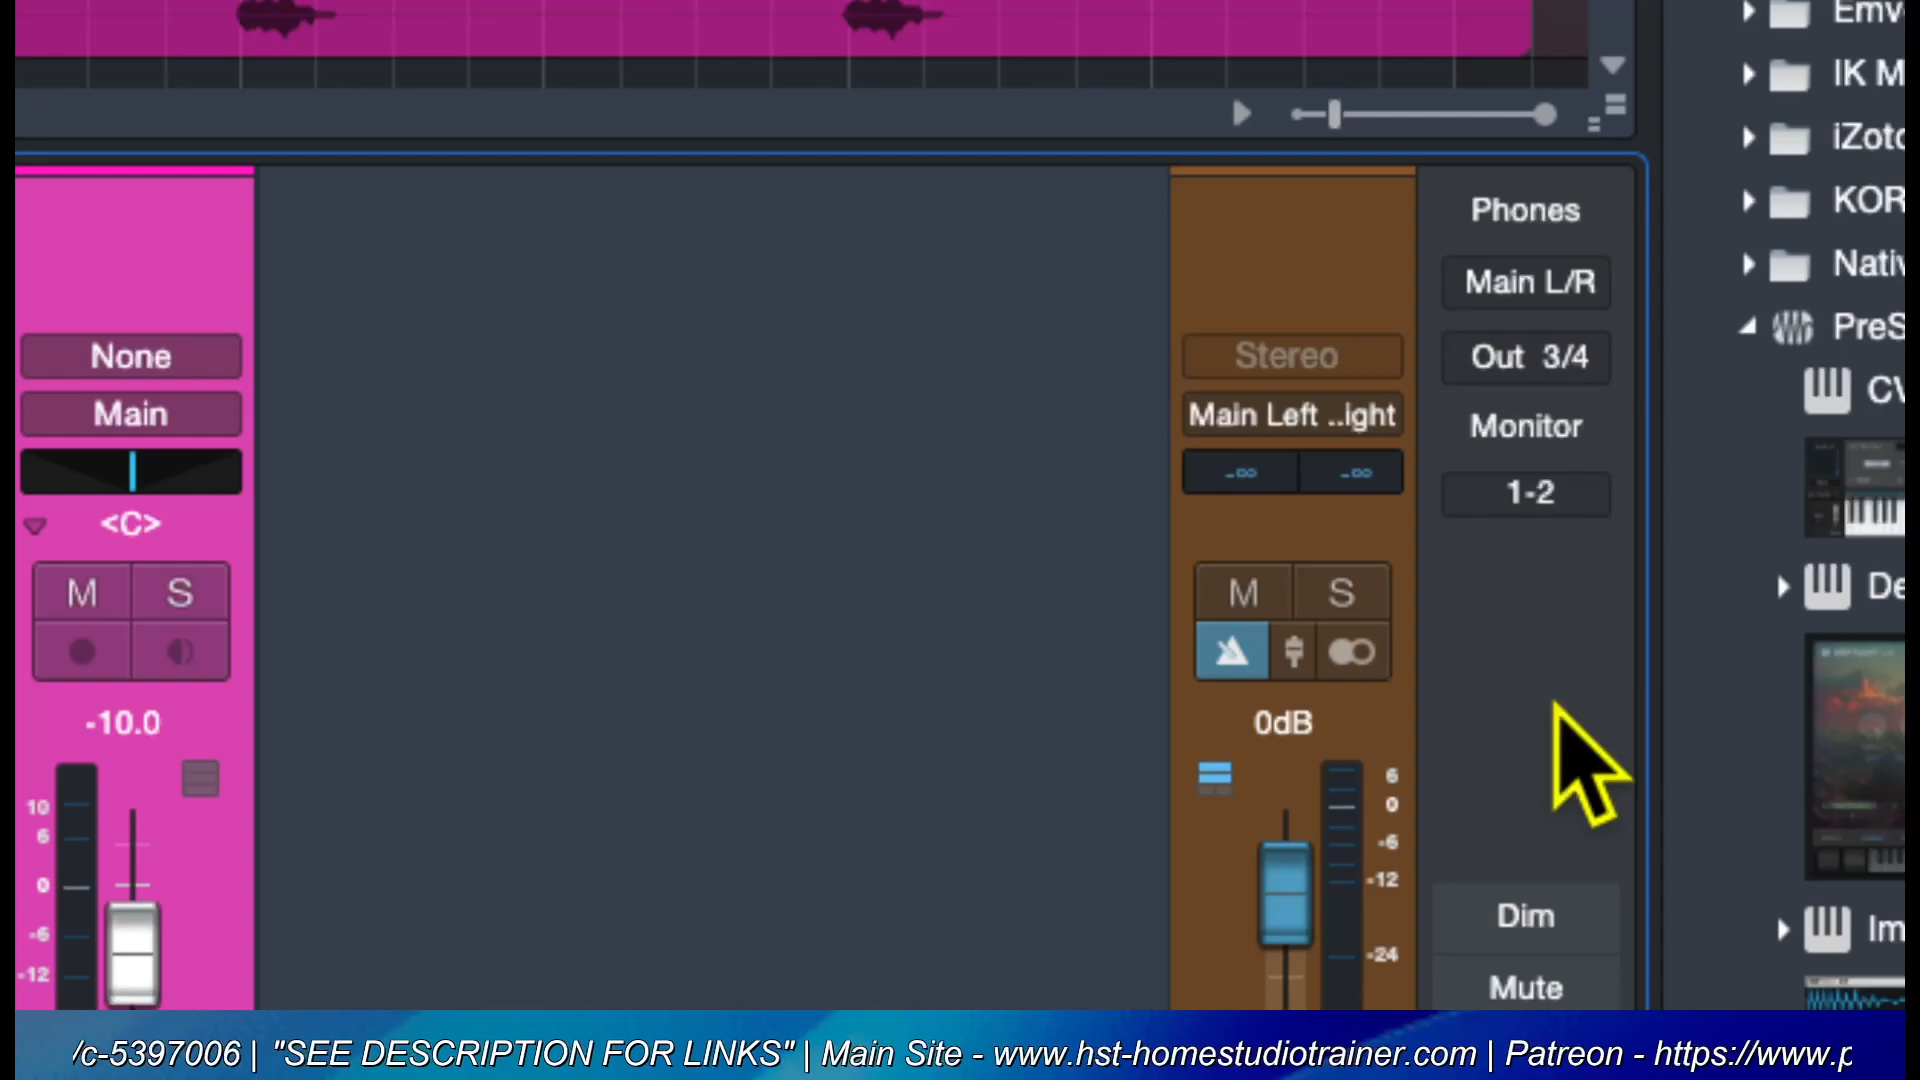 None
Main
<C>
M S
-10.0
10
6
0
-6
-12
Stereo
Main Left ..ight
-∞ -∞
M S
0dB
6
0
-6
-12
-24
Phones
Main L/R
Out 3/4
Monitor
1-2
Dim
Mute
IK M
iZoto
KOR
Nativ
PreS
CV
De
Im
/c-5397006 | "SEE DESCRIPTION FOR LINKS" | Main Site - www.hst-homestudiotrainer.com | Patreon - https://www.p